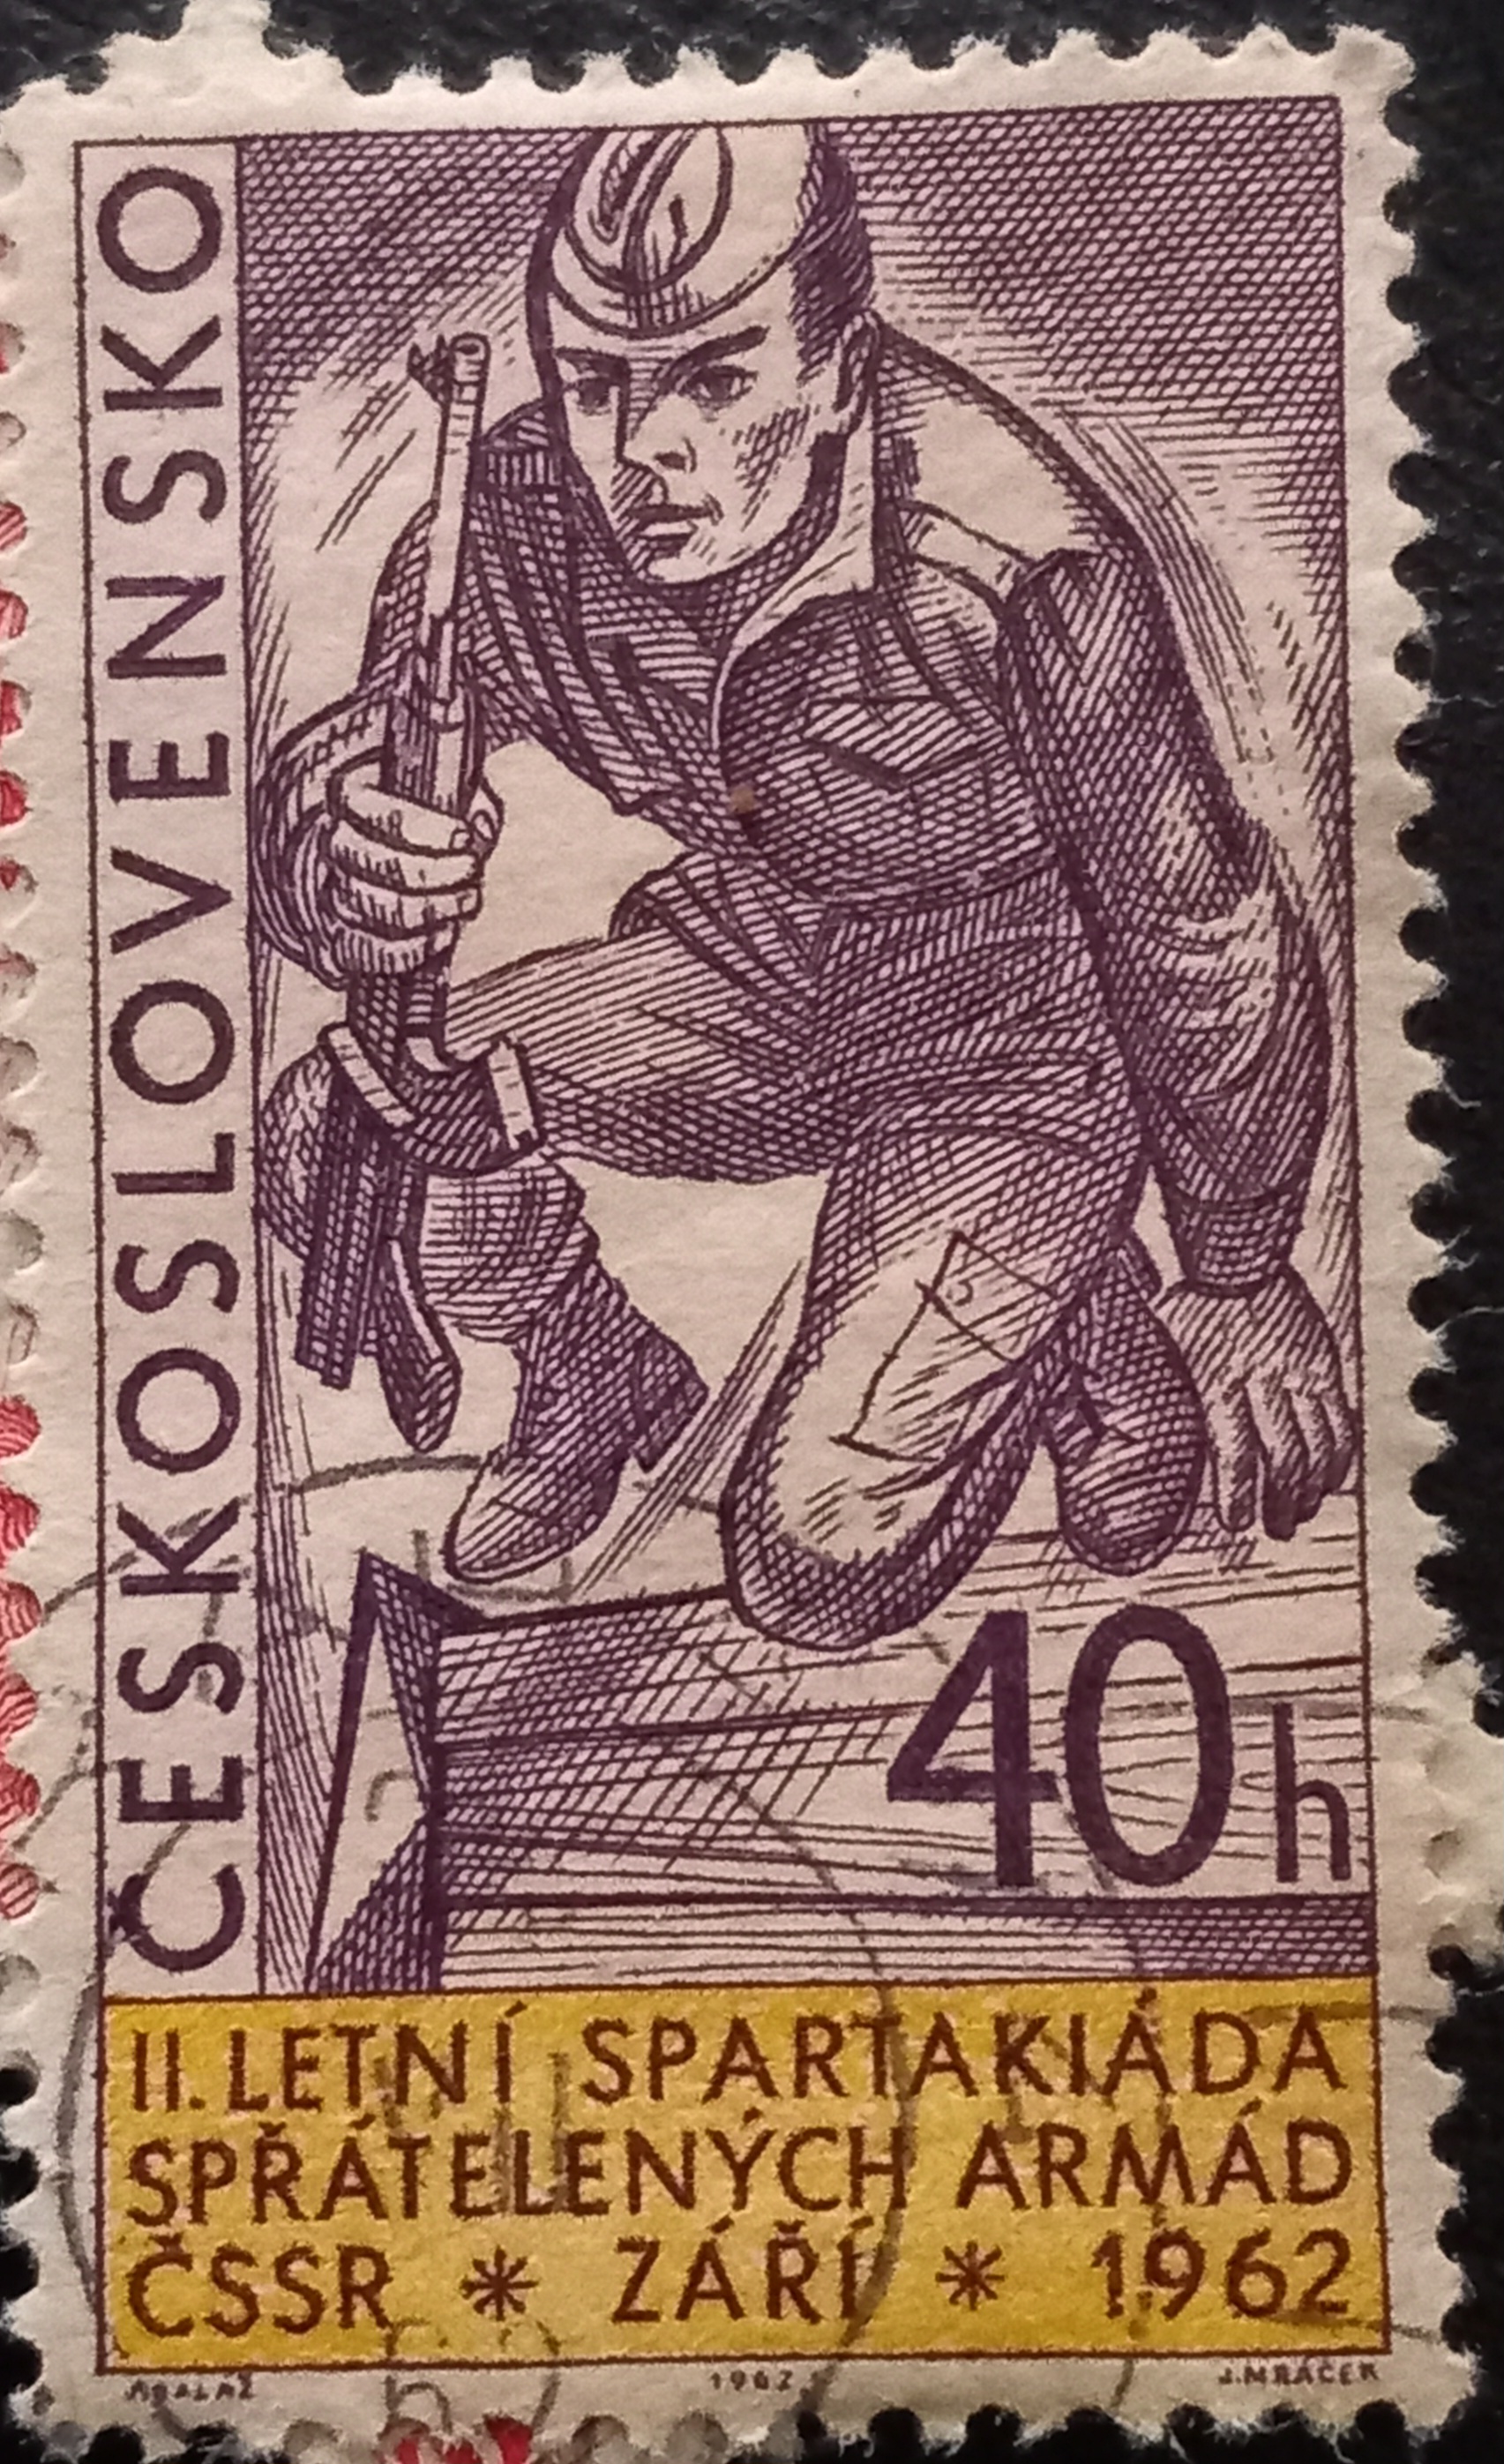 ČESKOSLOVENSKO
40h
II. LETNÍ SPARTAKIÁDA
SPŘÁTELENÝCH ARMÁD
ČSSR * ZÁŘÍ * 1962
1962 J. MRÁČEK